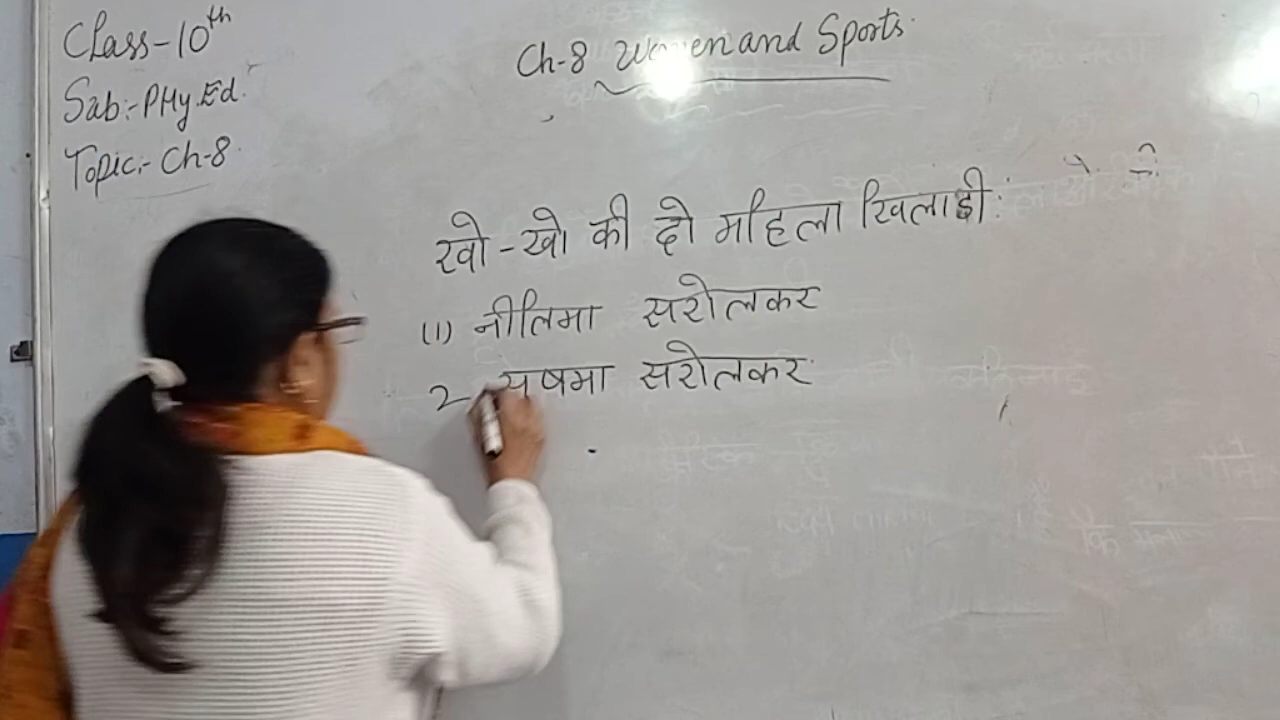 Class-10th
Sub:-PHy.Ed.
Topic:- Ch-8
Ch-8 Women and Sports
खो-खो की दो महिला खिलाड़ी:
(1) नीलिमा सरोलकर
2 सुषमा सरोलकर